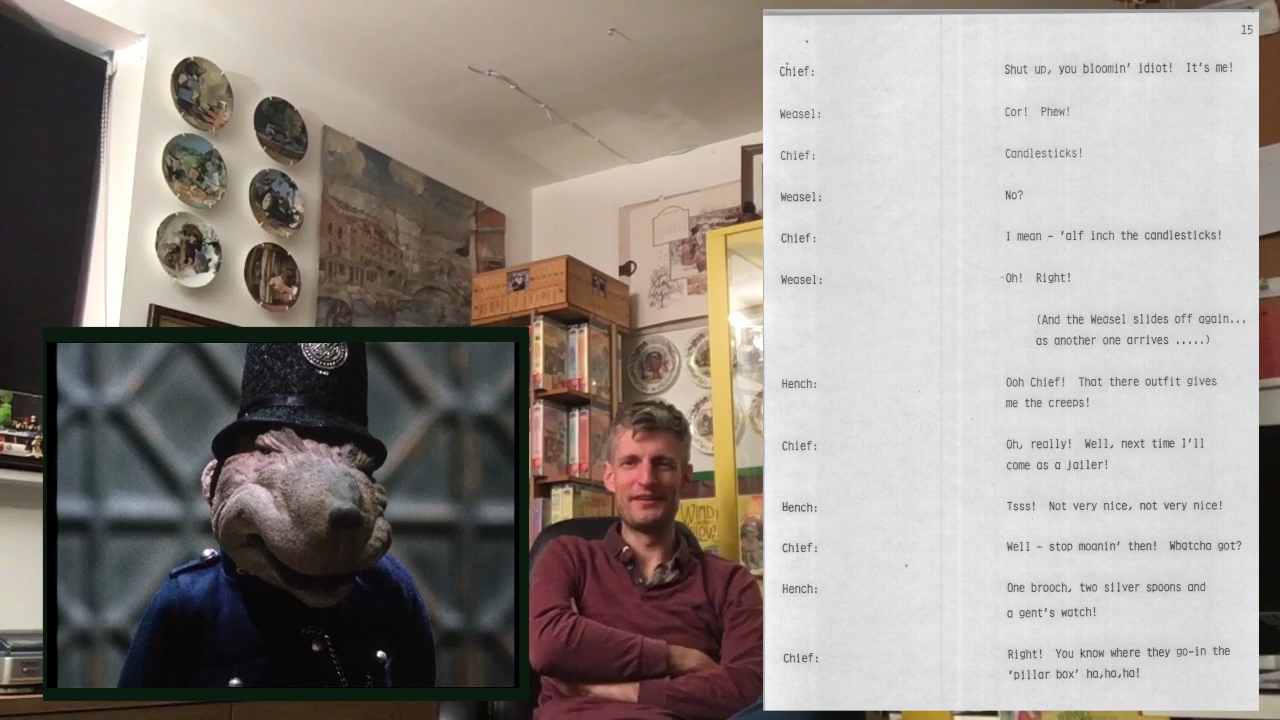 15
Chief: Shut up, you bloomin' idiot! It's me!
Weasel: Cor! Phew!
Chief: Candlesticks!
Weasel: No?
Chief: I mean - 'alf inch the candlesticks!
Weasel: Oh! Right!
(And the Weasel slides off again...
as another one arrives .....)
Hench: Ooh Chief! That there outfit gives
me the creeps!
Chief: Oh, really! Well, next time I'll
come as a jailer!
Hench: Tsss! Not very nice, not very nice!
Chief: Well - stop moanin' then! Whatcha got?
Hench: One brooch, two silver spoons and
a gent's watch!
Chief: Right! You know where they go-in the
'pillar box' ha,ha,ha!
WIND